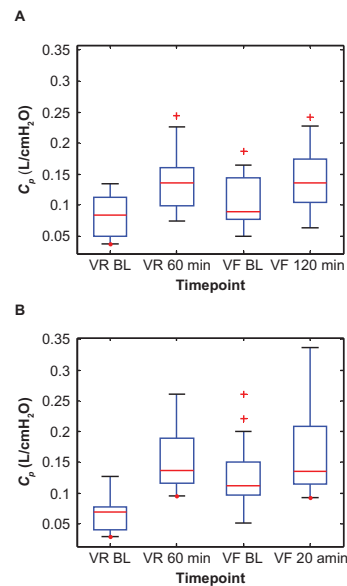 A
0.35
0.3
0.25
0.2
0.15
0.1
0.05
Cp (L/cmH2O)
VR BL VR 60 min VF BL VF 120 min
Timepoint
B
0.35
0.3
0.25
0.2
0.15
0.1
0.05
Cp (L/cmH2O)
VR BL VR 60 min VF BL VF 20 amin
Timepoint